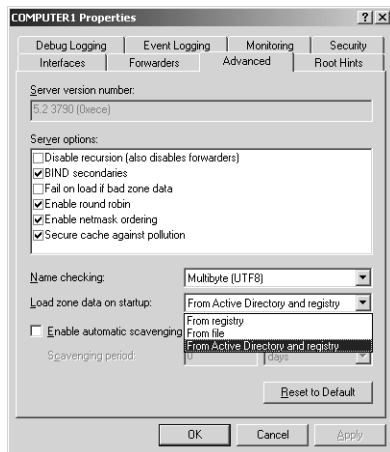 COMPUTER1 Properties
Debug Logging Event Logging Monitoring Security
Interfaces Forwarders Advanced Root Hints
Server version number:
5.2 3790 (0xece)
Server options:
Disable recursion (also disables forwarders)
BIND secondaries
Fail on load if bad zone data
Enable round robin
Enable netmask ordering
Secure cache against pollution
Name checking: Multibyte (UTF8)
Load zone data on startup: From Active Directory and registry
From registry
Enable automatic scavenging From file
From Active Directory and registry
Scavenging period: 0 days
Reset to Default
OK Cancel Apply